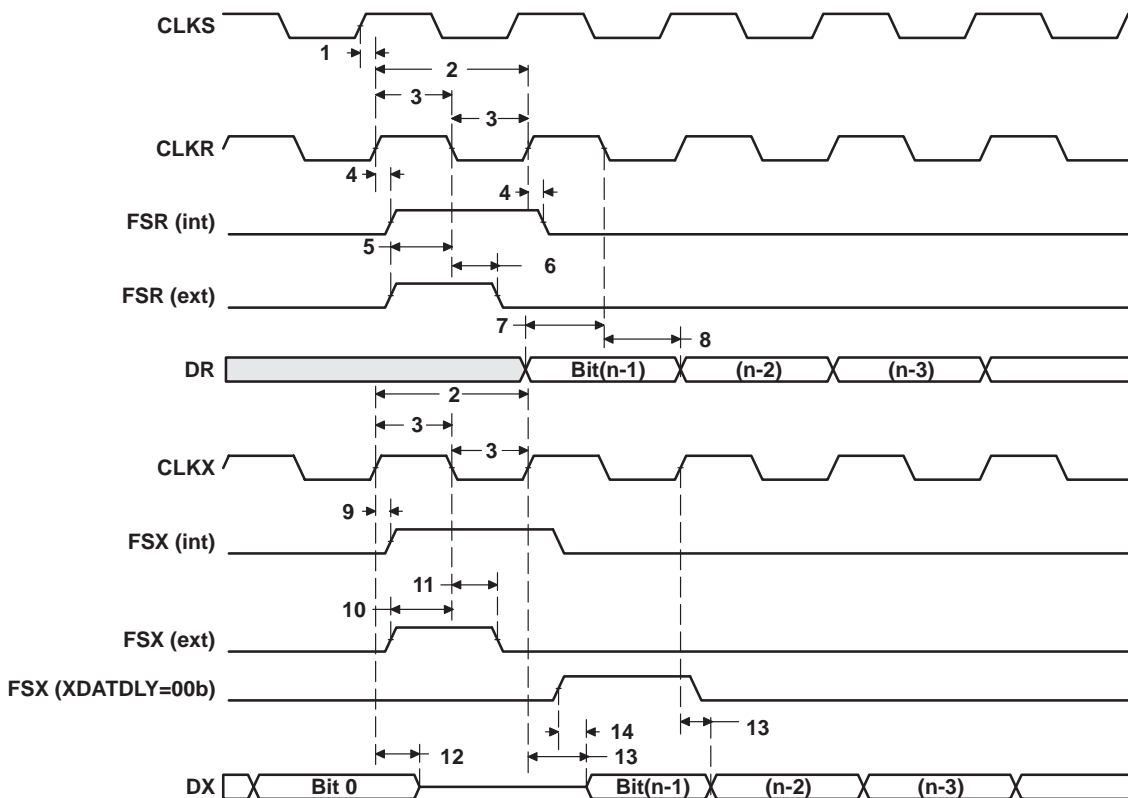 CLKS
1
2
3
3
CLKR
4
4
FSR (int)
5
6
FSR (ext)
7
8
DR
Bit(n-1)
(n-2)
(n-3)
2
3
3
CLKX
9
FSX (int)
11
10
FSX (ext)
FSX (XDATDLY=00b)
14
13
12
13
DX
Bit 0
Bit(n-1)
(n-2)
(n-3)